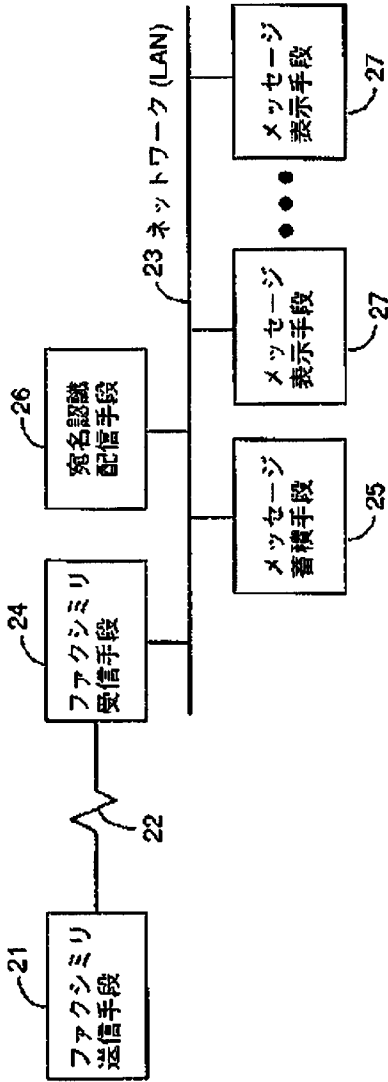 21
ファクシミリ
送信手段
22
24
ファクシミリ
受信手段
26
宛名認識
配信手段
23 ネットワーク (LAN)
メッセージ
蓄積手段
25
メッセージ
表示手段
27
メッセージ
表示手段
27